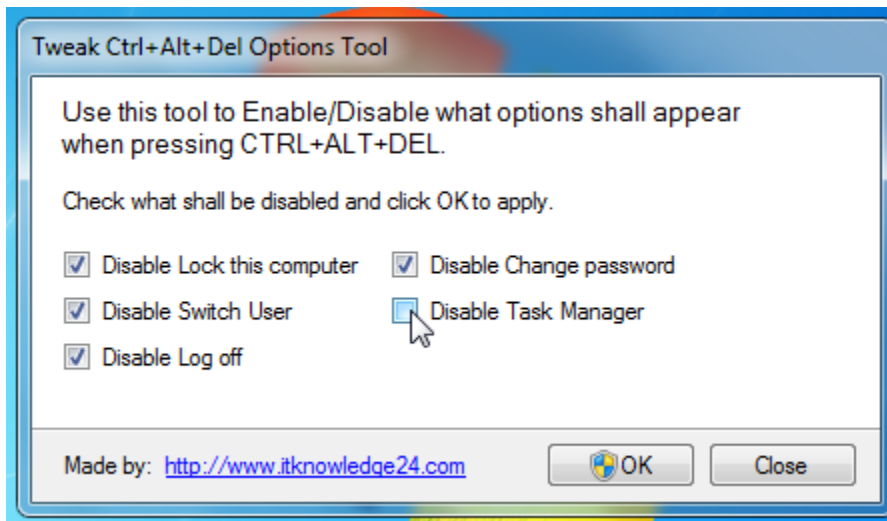 Tweak Ctrl+Alt+Del Options Tool
Use this tool to Enable/Disable what options shall appear
when pressing CTRL+ALT+DEL.
Check what shall be disabled and click OK to apply.
Disable Lock this computer
Disable Change password
Disable Switch User
Disable Task Manager
Disable Log off
Made by: http://www.itknowledge24.com
OK
Close